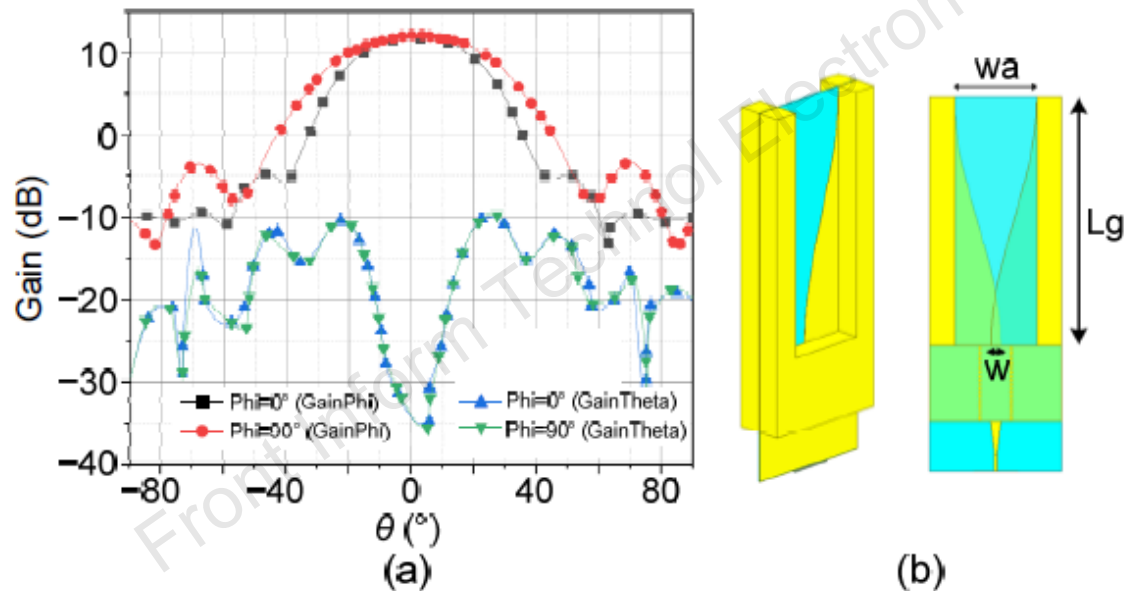 10
0
−10
−20
−30
−40
Gain (dB)
−80
−40
0
40
80
θ (°)
Phi=0° (GainPhi)
Phi=90° (GainPhi)
Phi=0° (GainTheta)
Phi=90° (GainTheta)
(a)
wa
Lg
W
(b)
Front Inform Technol Electron